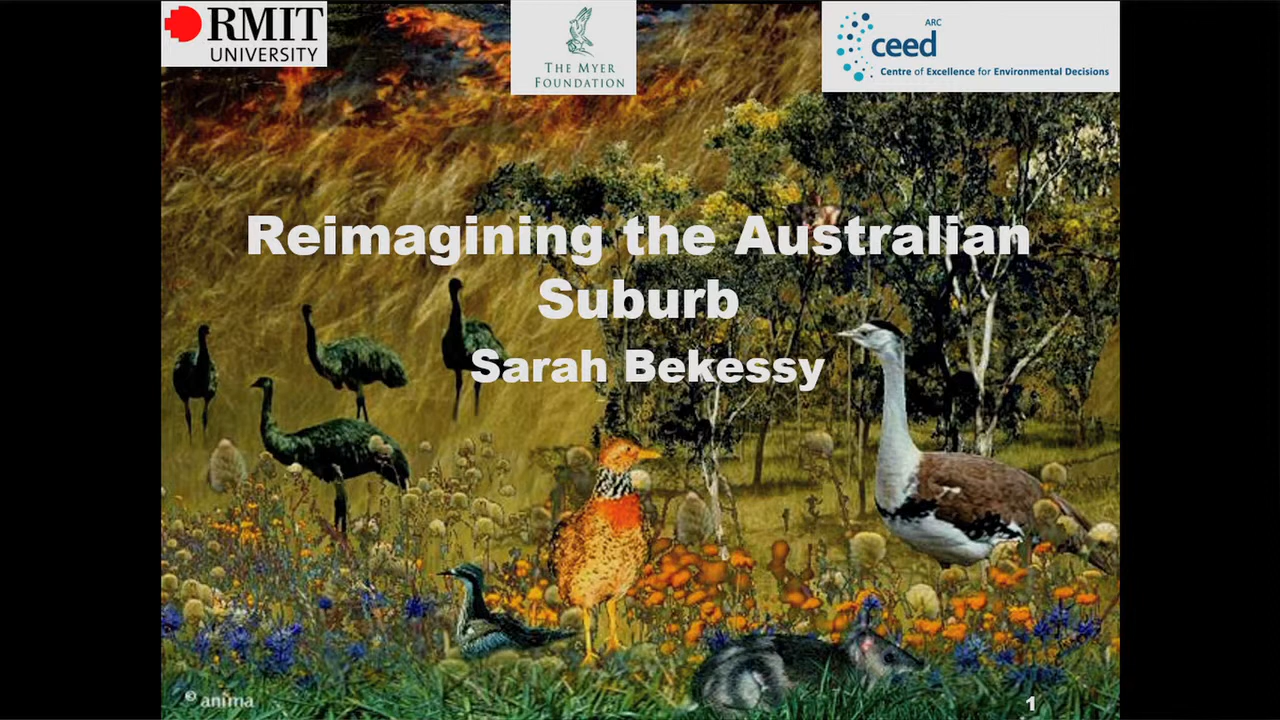 RMIT
UNIVERSITY
THE MYER
FOUNDATION
ARC
ceed
Centre of Excellence for Environmental Decisions
Reimagining the Australian
Suburb
Sarah Bekessy
© anima
1